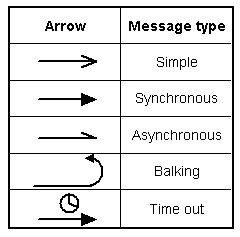 Arrow Message type
Simple
Synchronous
Asynchronous
Balking
Time out